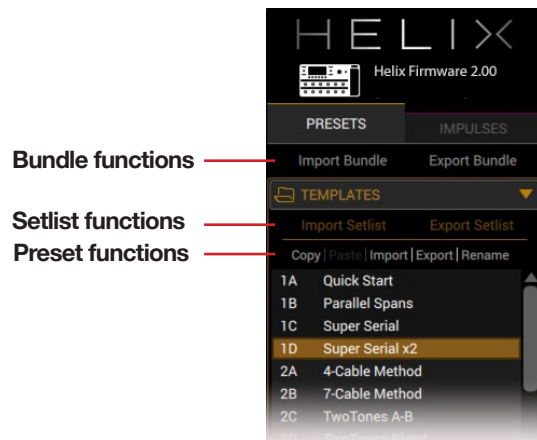 HELIX
Helix Firmware 2.00
PRESETS IMPULSES
Bundle functions Import Bundle Export Bundle
TEMPLATES
Setlist functions Import Setlist Export Setlist
Preset functions Copy | Paste | Import | Export | Rename
1A Quick Start
1B Parallel Spans
1C Super Serial
1D Super Serial x2
2A 4-Cable Method
2B 7-Cable Method
2C TwoTones A-B